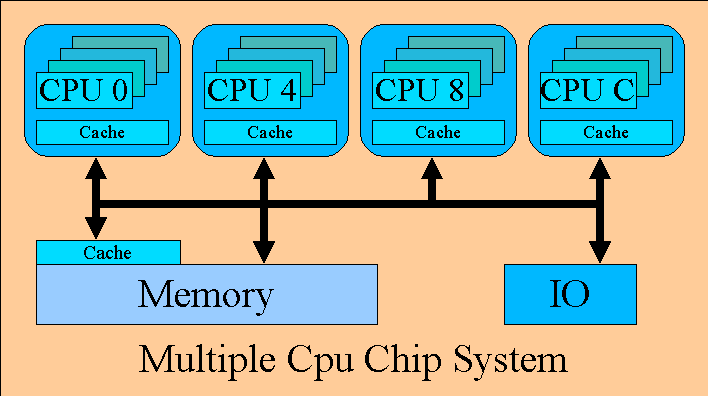 CPU 0
CPU 4
CPU 8
CPU C
Cache
Cache
Cache
Cache
Cache
Memory
IO
Multiple Cpu Chip System